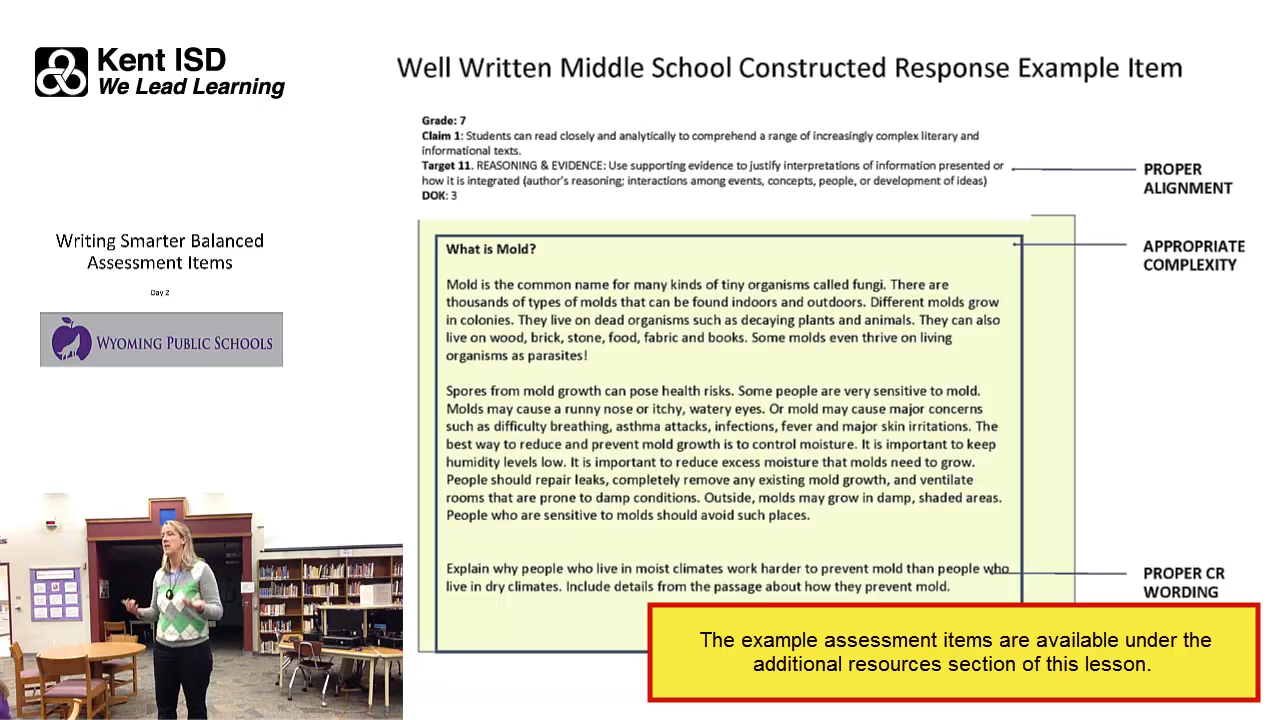 Kent ISD
We Lead Learning
Writing Smarter Balanced
Assessment Items
Day 2
WYOMING PUBLIC SCHOOLS
Well Written Middle School Constructed Response Example Item
Grade: 7
Claim 1: Students can read closely and analytically to comprehend a range of increasingly complex literary and
informational texts.
Target 11. REASONING & EVIDENCE: Use supporting evidence to justify interpretations of information presented or
how it is integrated (author's reasoning; interactions among events, concepts, people, or development of ideas)
DOK: 3
PROPER
ALIGNMENT
What is Mold?
APPROPRIATE
COMPLEXITY
Mold is the common name for many kinds of tiny organisms called fungi. There are
thousands of types of molds that can be found indoors and outdoors. Different molds grow
in colonies. They live on dead organisms such as decaying plants and animals. They can also
live on wood, brick, stone, food, fabric and books. Some molds even thrive on living
organisms as parasites!
Spores from mold growth can pose health risks. Some people are very sensitive to mold.
Molds may cause a runny nose or itchy, watery eyes. Or mold may cause major concerns
such as difficulty breathing, asthma attacks, infections, fever and major skin irritations. The
best way to reduce and prevent mold growth is to control moisture. It is important to keep
humidity levels low. It is important to reduce excess moisture that molds need to grow.
People should repair leaks, completely remove any existing mold growth, and ventilate
rooms that are prone to damp conditions. Outside, molds may grow in damp, shaded areas.
People who are sensitive to molds should avoid such places.
Explain why people who live in moist climates work harder to prevent mold than people who
live in dry climates. Include details from the passage about how they prevent mold.
PROPER CR
WORDING
The example assessment items are available under the
additional resources section of this lesson.